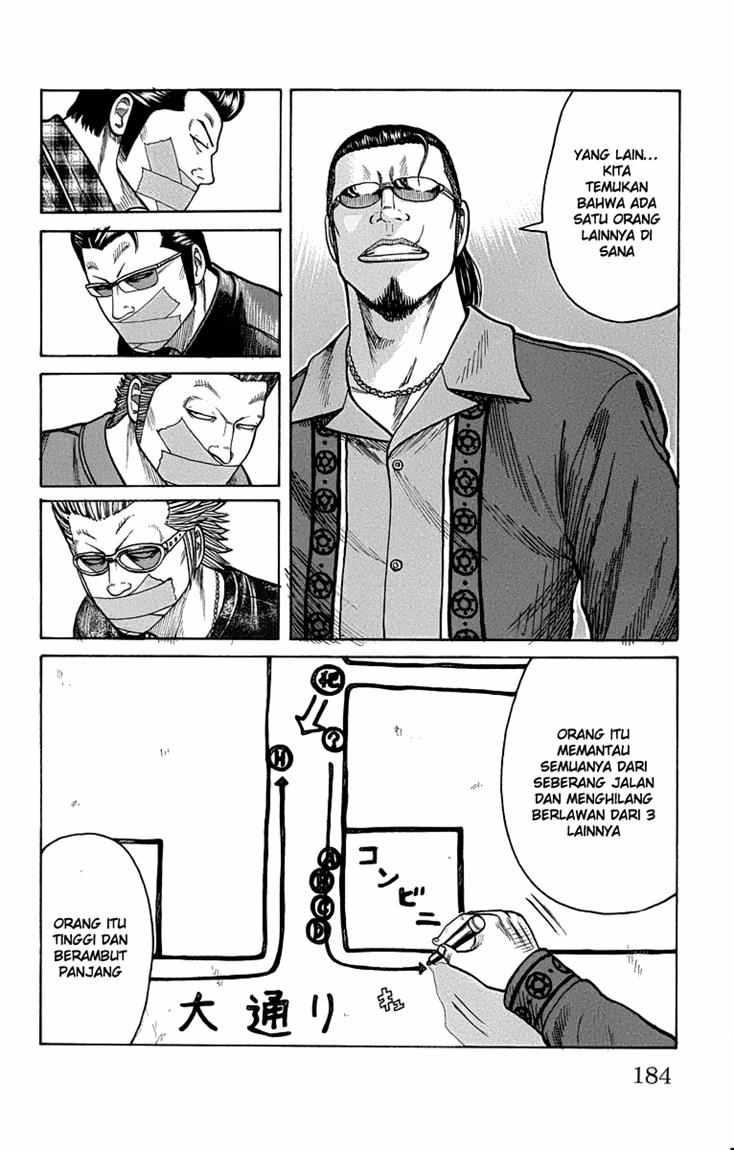 YANG LAIN...
KITA
TEMUKAN
BAHWA ADA
SATU ORANG
LAINNYA DI
SANA
ORANG ITU
MEMANTAU
SEMUANYA DARI
SEBERANG JALAN
DAN MENGHILANG
BERLAWAN DARI 3
LAINNYA
?
H
A
B
C
D
コンビニ
ORANG ITU
TINGGI DAN
BERAMBUT
PANJANG
大通り
キュ
184